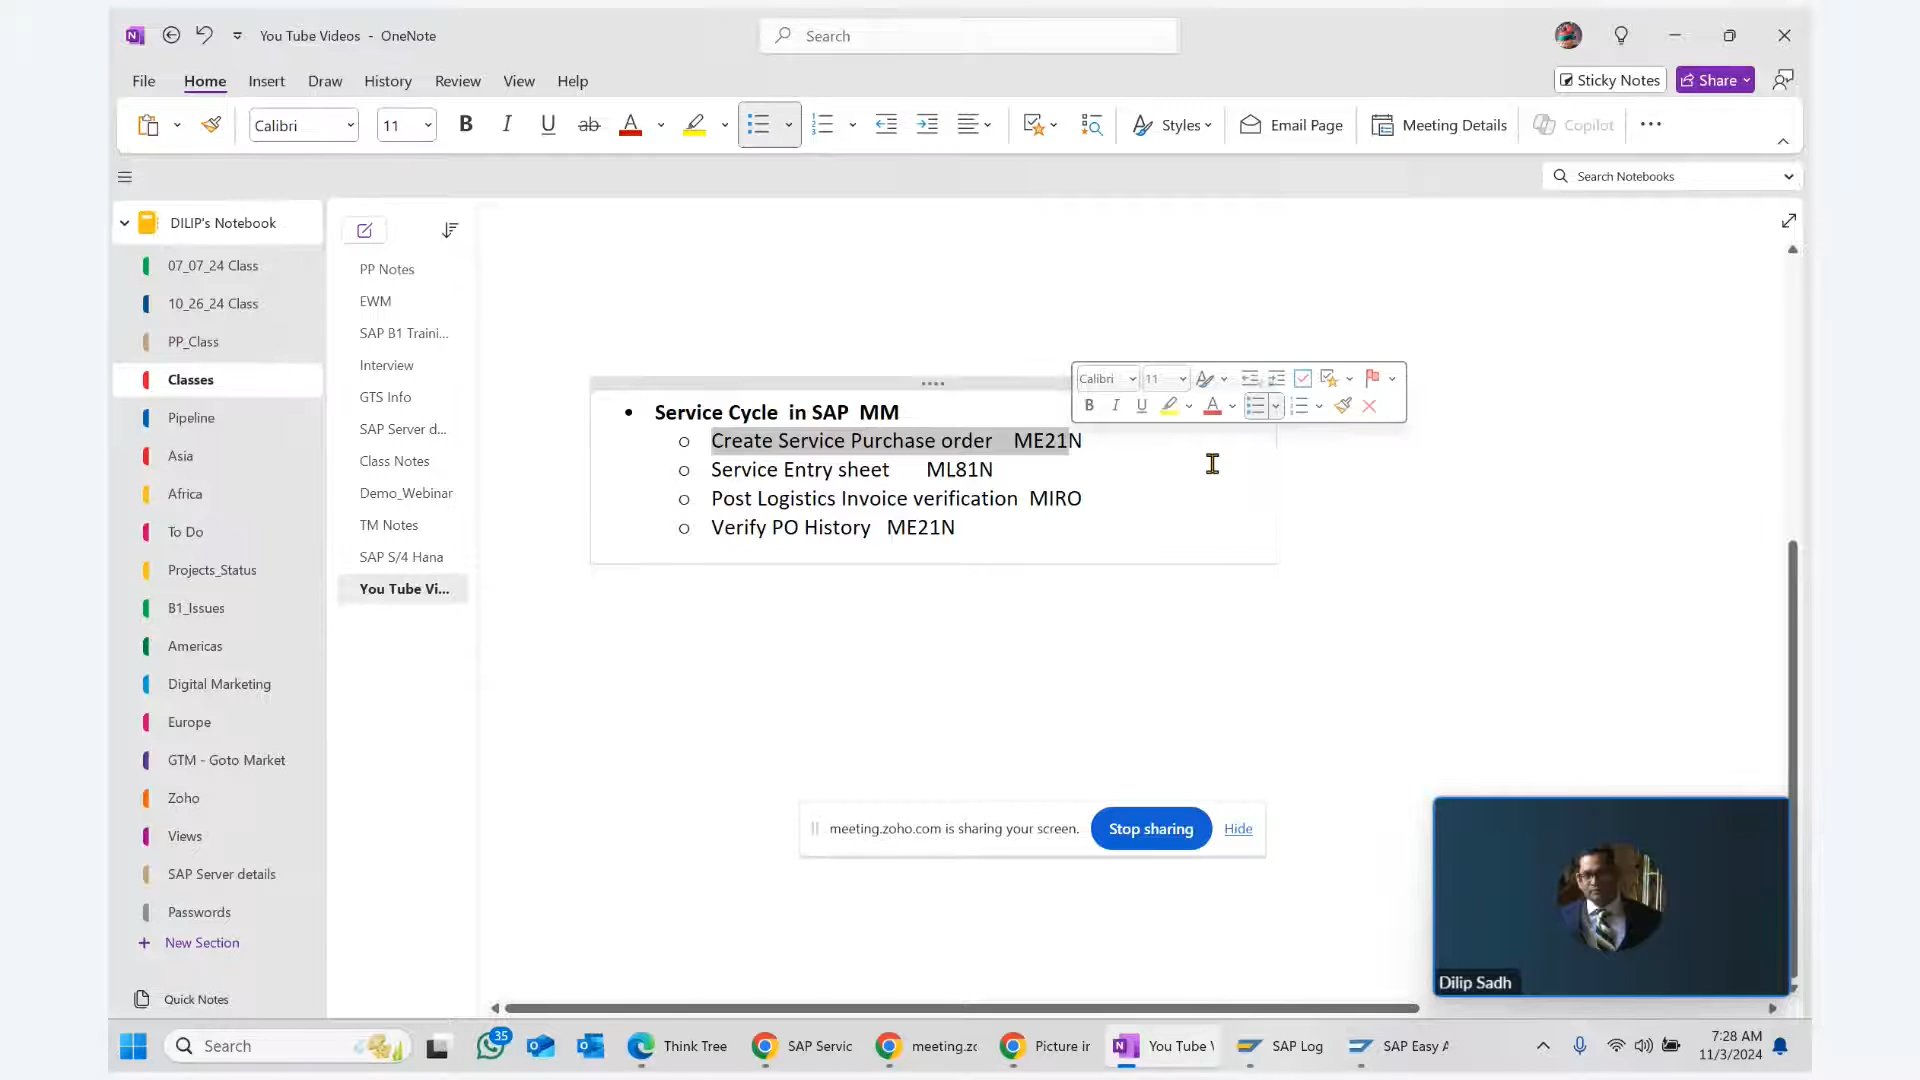 You Tube Videos - OneNote
Search
File Home Insert Draw History Review View Help
Sticky Notes Share
Calibri 11 B I U ab A Styles Email Page Meeting Details Copilot
Search Notebooks
DILIP's Notebook
07_07_24 Class
10_26_24 Class
PP_Class
Classes
Pipeline
Asia
Africa
To Do
Projects_Status
B1_Issues
Americas
Digital Marketing
Europe
GTM - Goto Market
Zoho
Views
SAP Server details
Passwords
New Section
Quick Notes
PP Notes
EWM
SAP B1 Traini...
Interview
GTS Info
SAP Server d...
Class Notes
Demo_Webinar
TM Notes
SAP S/4 Hana
You Tube Vi...
Calibri 11
B I U A
Service Cycle in SAP MM
Create Service Purchase order ME21N
Service Entry sheet ML81N
Post Logistics Invoice verification MIRO
Verify PO History ME21N
meeting.zoho.com is sharing your screen. Stop sharing Hide
Dilip Sadh
Search
35
Think Tree
SAP Servic
meeting.zo
Picture ir
You Tube V
SAP Log
SAP Easy A
7:28 AM
11/3/2024